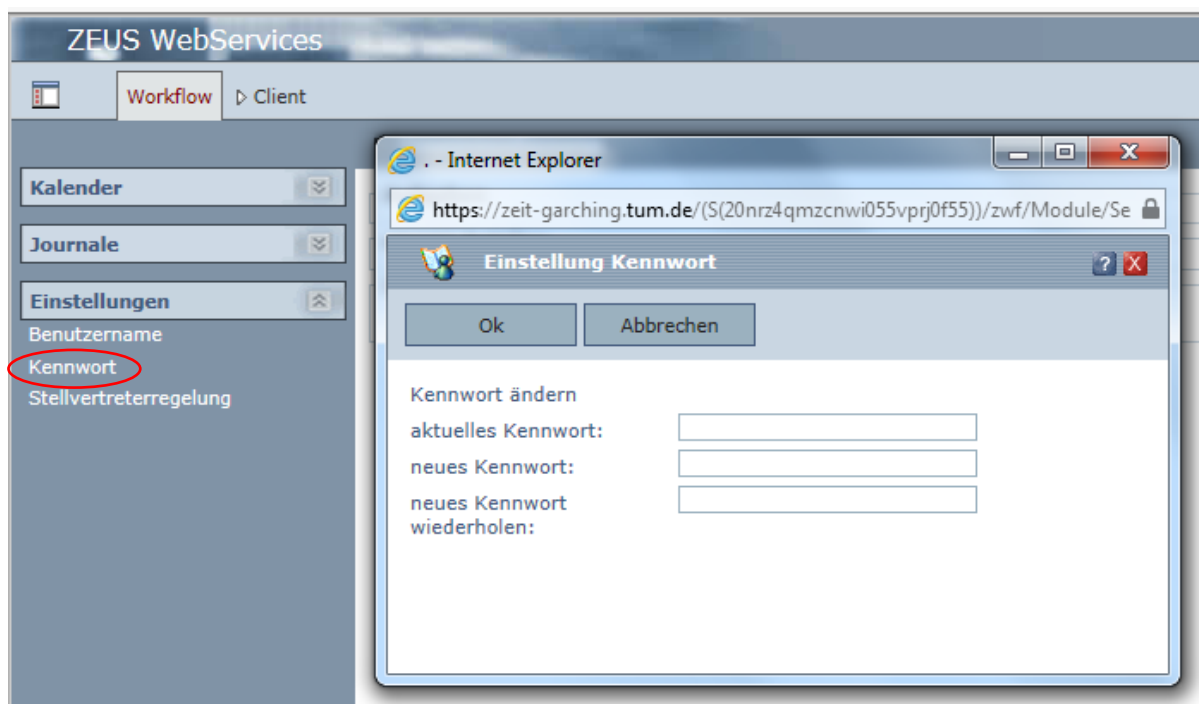 ZEUS WebServices
Workflow
Client
Kalender
Journale
Einstellungen
Benutzername
Kennwort
Stellvertreterregelung
. - Internet Explorer
https://zeit-garching.tum.de/(S(20nrz4qmzcnwi055vprj0f55))/zwf/Module/Se
Einstellung Kennwort
Ok
Abbrechen
Kennwort ändern
aktuelles Kennwort:
neues Kennwort:
neues Kennwort
wiederholen: